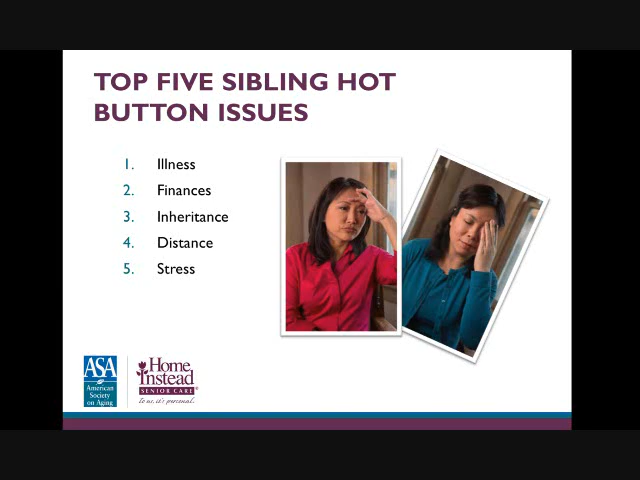 TOP FIVE SIBLING HOT
BUTTON ISSUES
1. Illness
2. Finances
3. Inheritance
4. Distance
5. Stress
ASA
American
Society
on Aging
Home
Instead
SENIOR CARE®
To us, it's personal.